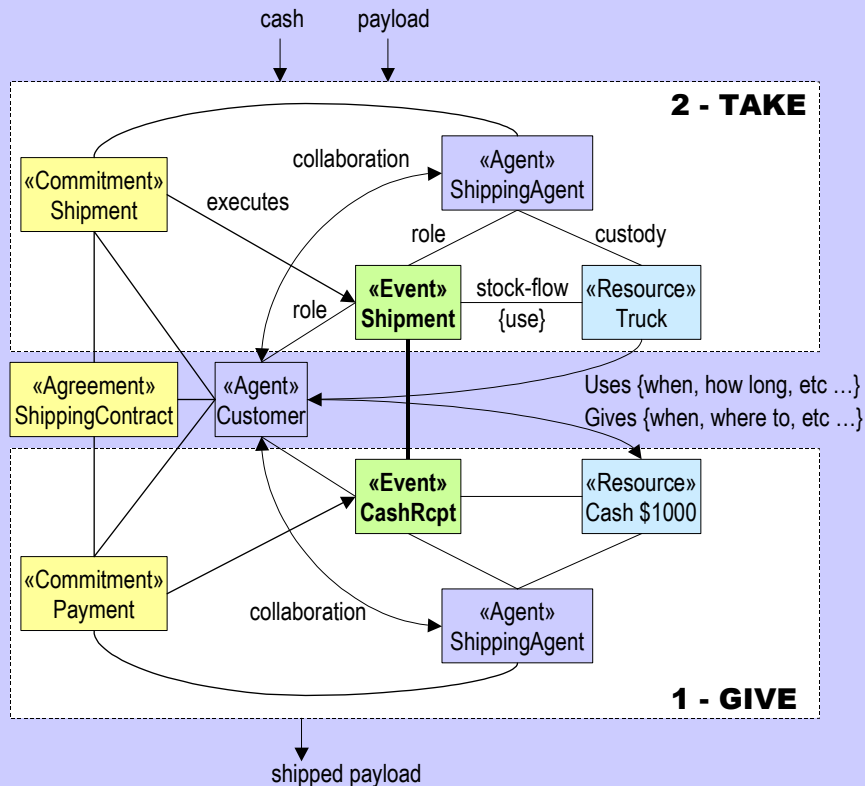 cash
payload
2 - TAKE
collaboration
«Agent»
ShippingAgent
«Commitment»
Shipment
executes
role
custody
«Event»
Shipment
stock-flow
{use}
«Resource»
Truck
role
«Agreement»
ShippingContract
«Agent»
Customer
Uses {when, how long, etc ...}
Gives {when, where to, etc ...}
«Event»
CashRcpt
«Resource»
Cash $1000
«Commitment»
Payment
collaboration
«Agent»
ShippingAgent
1 - GIVE
shipped payload